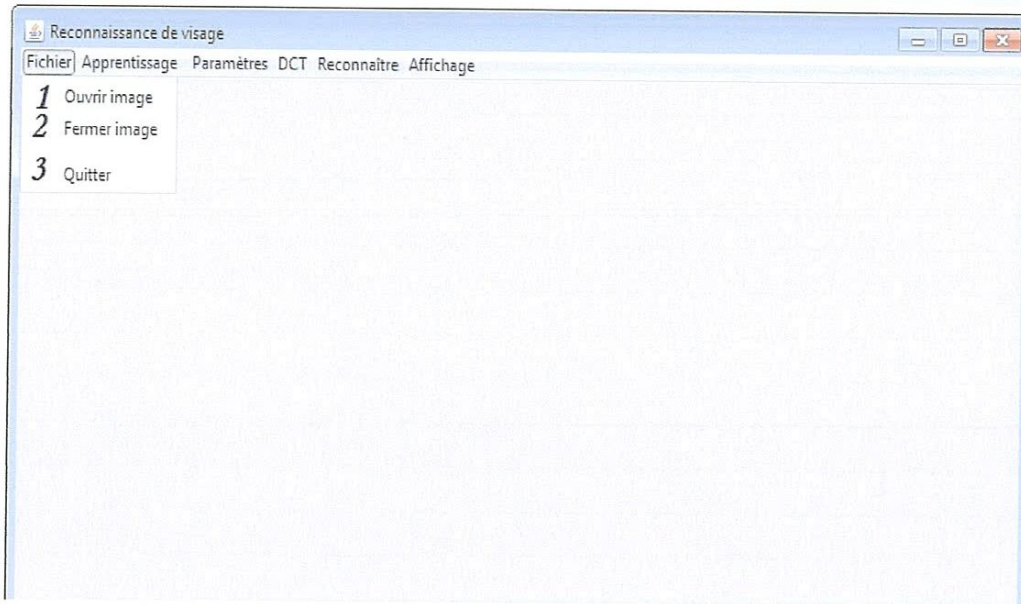 Reconnaissance de visage
Fichier Apprentissage Paramètres DCT Reconnaître Affichage
1 Ouvrir image
2 Fermer image
3 Quitter